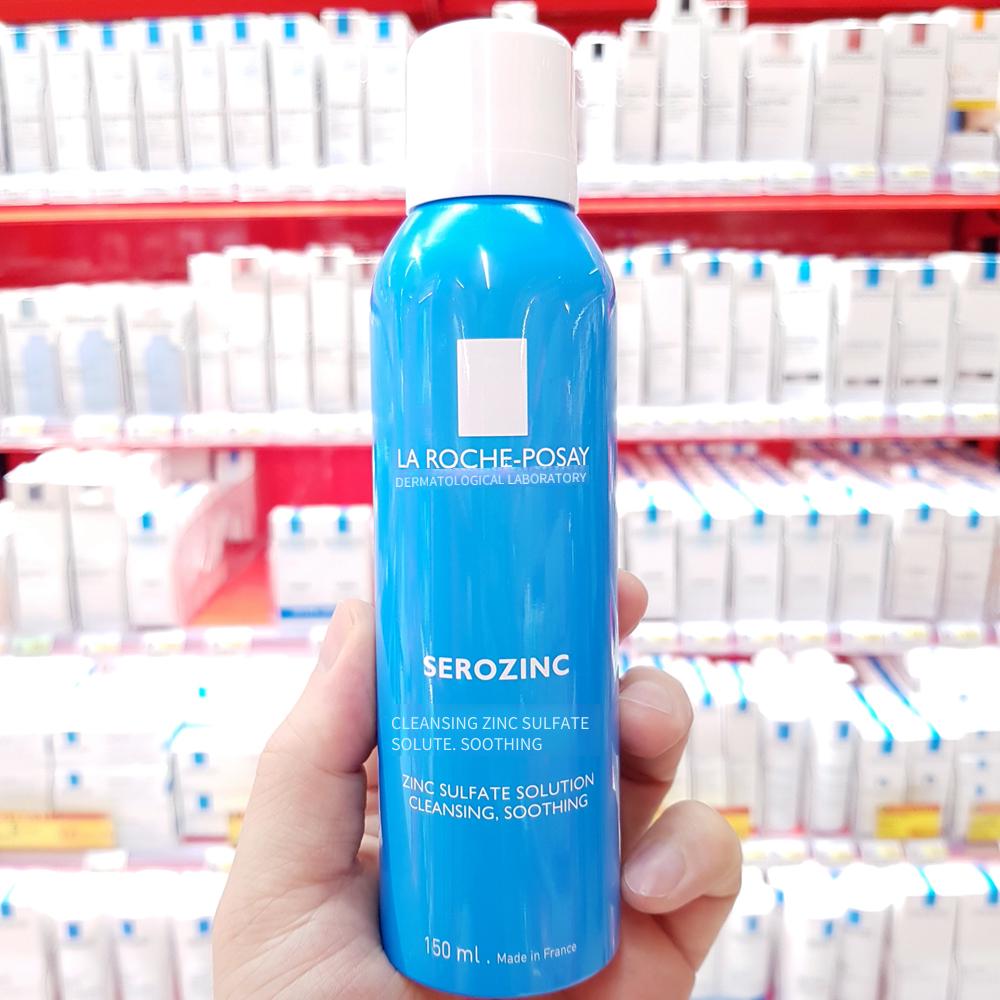 LA ROCHE-POSAY
DERMATOLOGICAL LABORATORY
SEROZINC
CLEANSING ZINC SULFATE
SOLUTE. SOOTHING
ZINC SULFATE SOLUTION
CLEANSING, SOOTHING
150 ml . Made in France